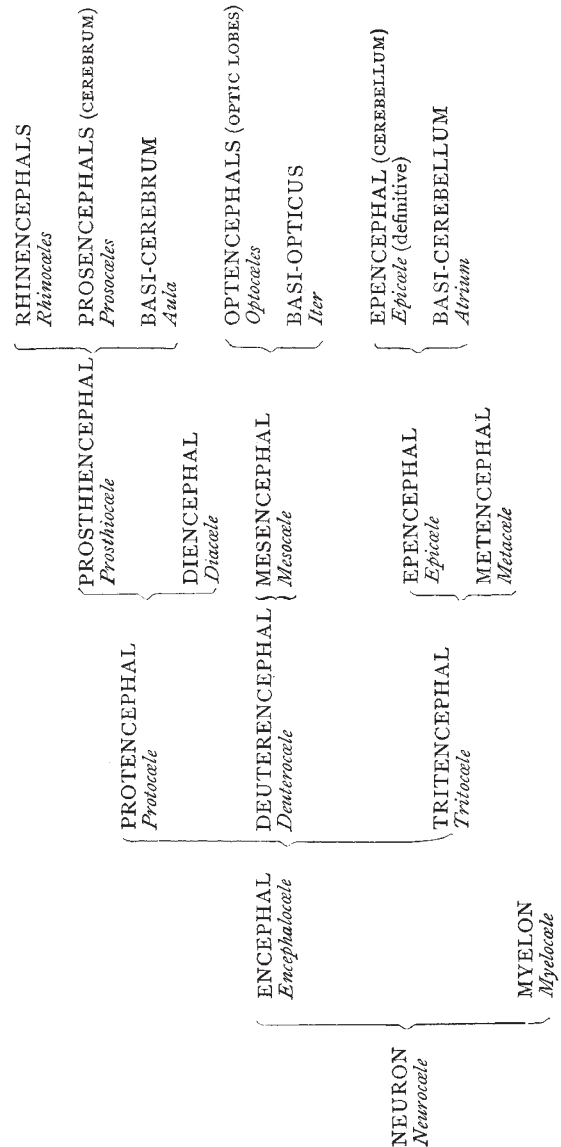 NEURON
Neurocœle
ENCEPHAL
Encephalocœle
MYELON
Myelocœle
PROTENCEPHAL
Protocœle
DEUTERENCEPHAL
Deuterocœle
TRITENCEPHAL
Tritocœle
PROSTHIENCEPHAL
Prosthiocœle
DIENCEPHAL
Diacœle
MESENCEPHAL
Mesocœle
EPENCEPHAL
Epicœle
METENCEPHAL
Metacœle
RHINENCEPHALS
Rhinocœles
PROSENCEPHALS (CEREBRUM)
Prosocœles
BASI-CEREBRUM
Aula
OPTENCEPHALS (OPTIC LOBES)
Optocœles
BASI-OPTICUS
Iter
EPENCEPHAL (CEREBELLUM)
Epicœle (definitive)
BASI-CEREBELLUM
Atrium